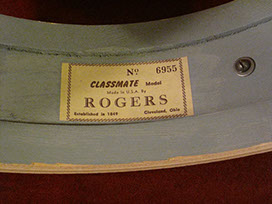 Nº 6955
CLASSMATE Model
Made in U.S.A. By
ROGERS
Established in 1849 Cleveland, Ohio